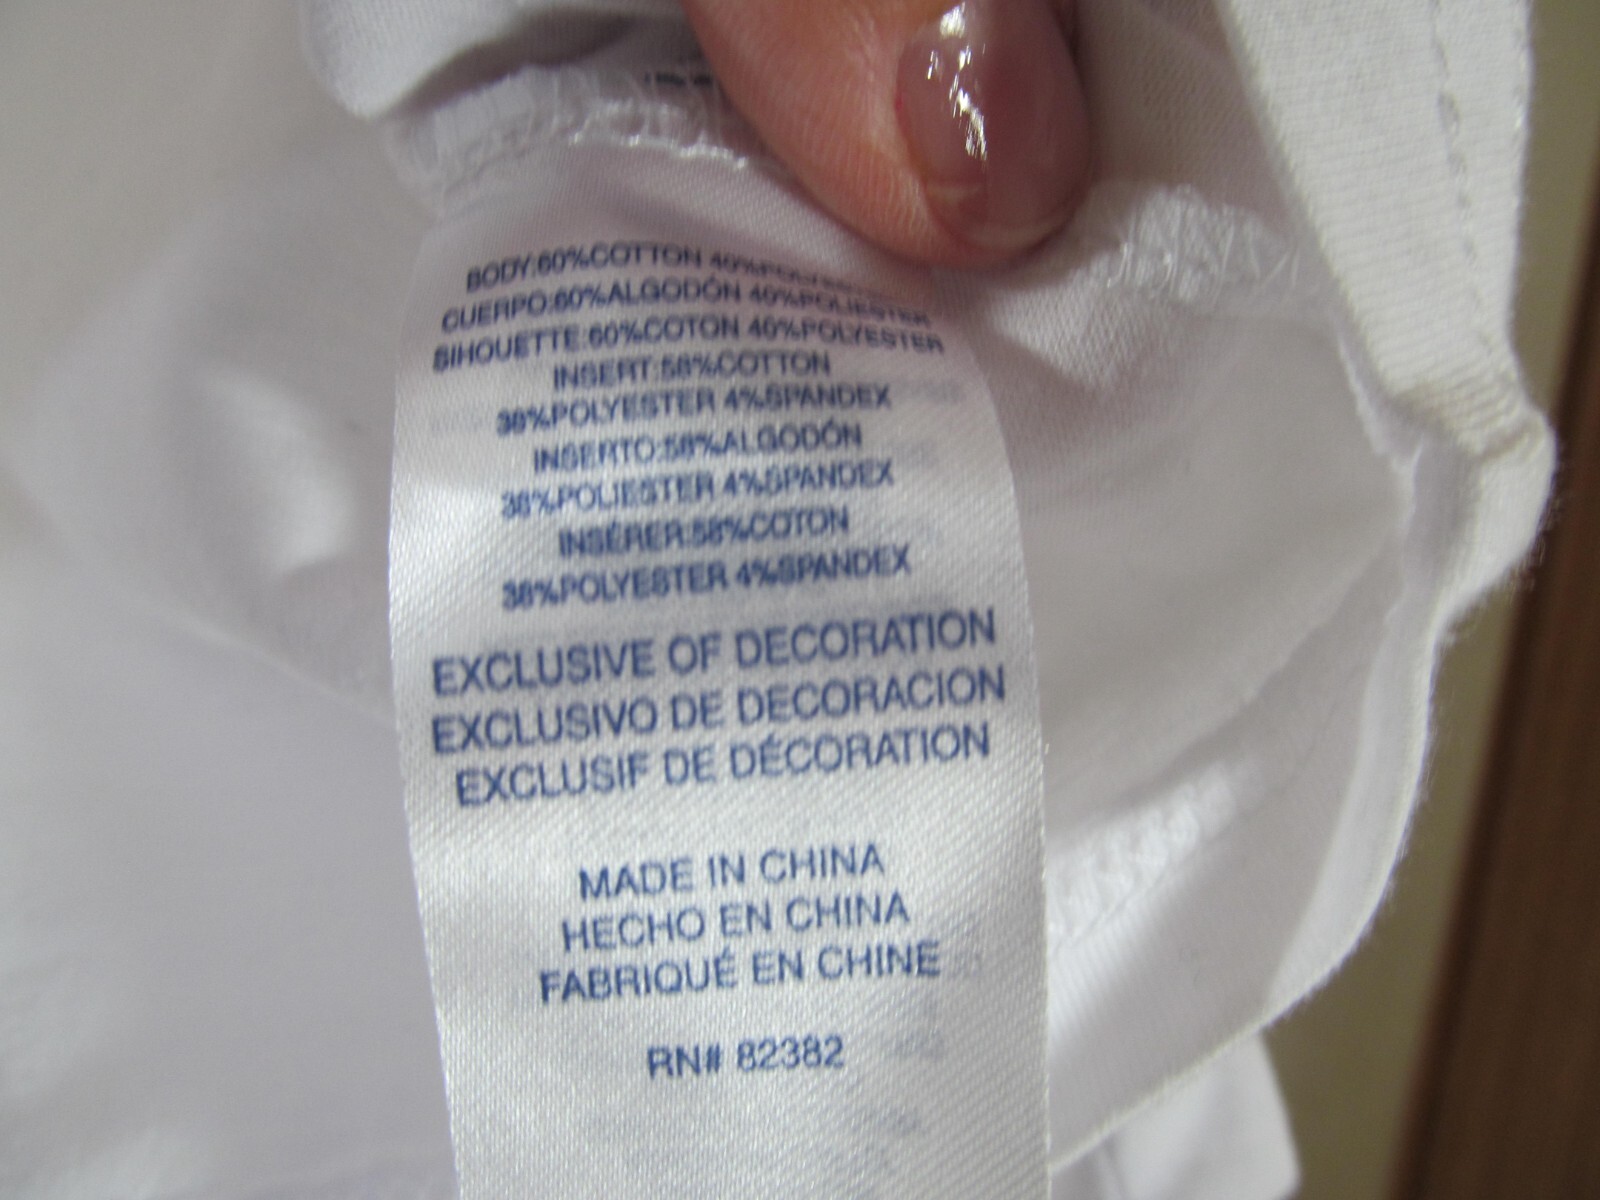 BODY:60%COTTON 40%POLYESTER
CUERPO:60%ALGODÓN 40%POLIESTER
SIHOUETTE:60%COTON 40%POLYESTER
INSERT:58%COTTON
38%POLYESTER 4%SPANDEX
INSERTO:58%ALGODÓN
38%POLIESTER 4%SPANDEX
INSÉRER:58%COTON
38%POLYESTER 4%SPANDEX
EXCLUSIVE OF DECORATION
EXCLUSIVO DE DECORACION
EXCLUSIF DE DÉCORATION
MADE IN CHINA
HECHO EN CHINA
FABRIQUÉ EN CHINE
RN# 82382